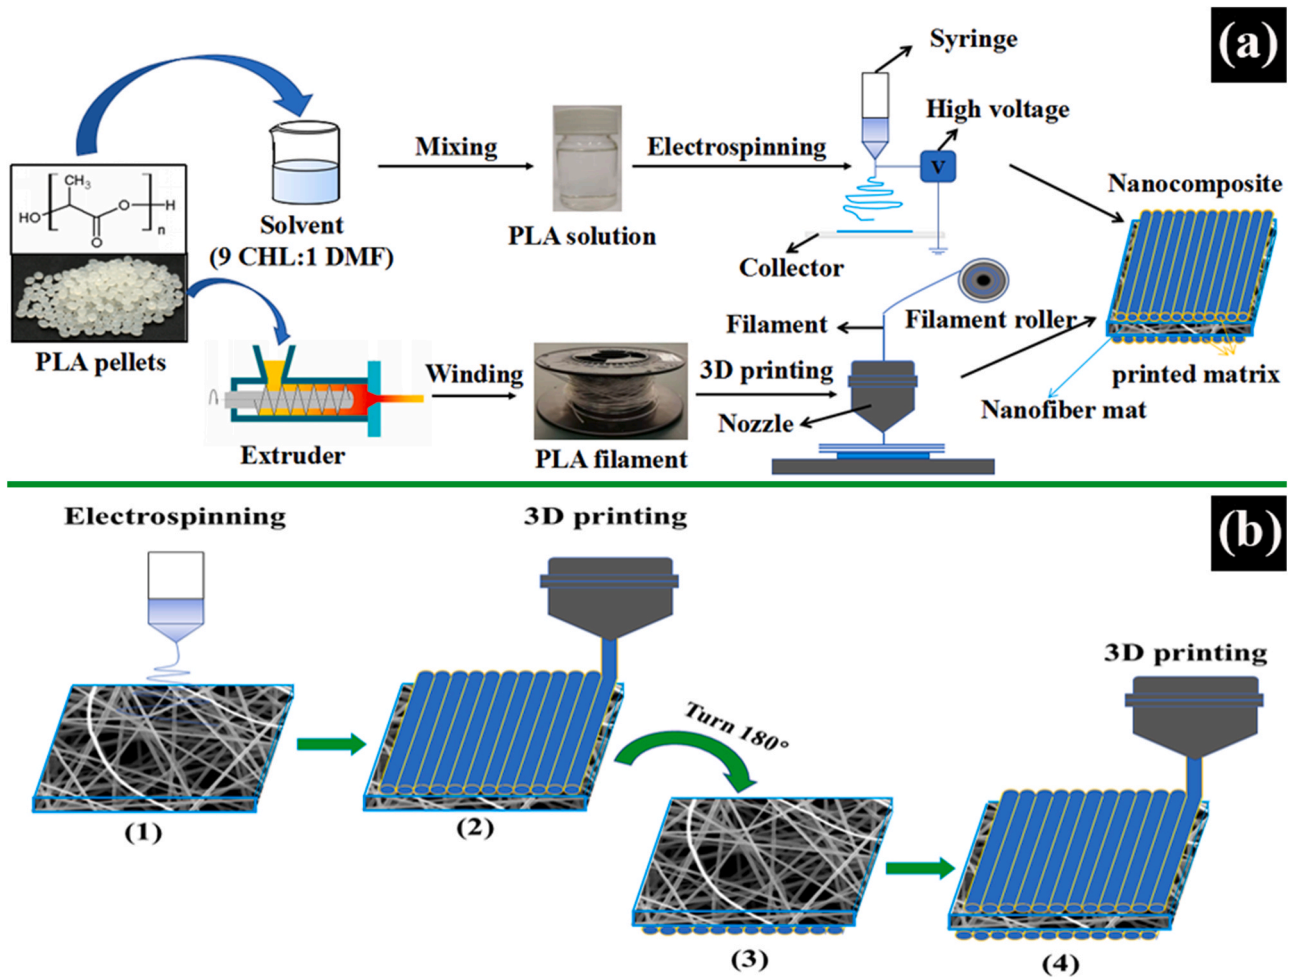 (a)
Syringe
High voltage
Mixing
Electrospinning
V
CH3
HO
O
H
n
O
Solvent
(9 CHL:1 DMF)
PLA solution
Collector
Nanocomposite
PLA pellets
Filament
Filament roller
Winding
3D printing
Nozzle
printed matrix
Nanofiber mat
Extruder
PLA filament
(b)
Electrospinning
3D printing
3D printing
Turn 180°
(1)
(2)
(3)
(4)